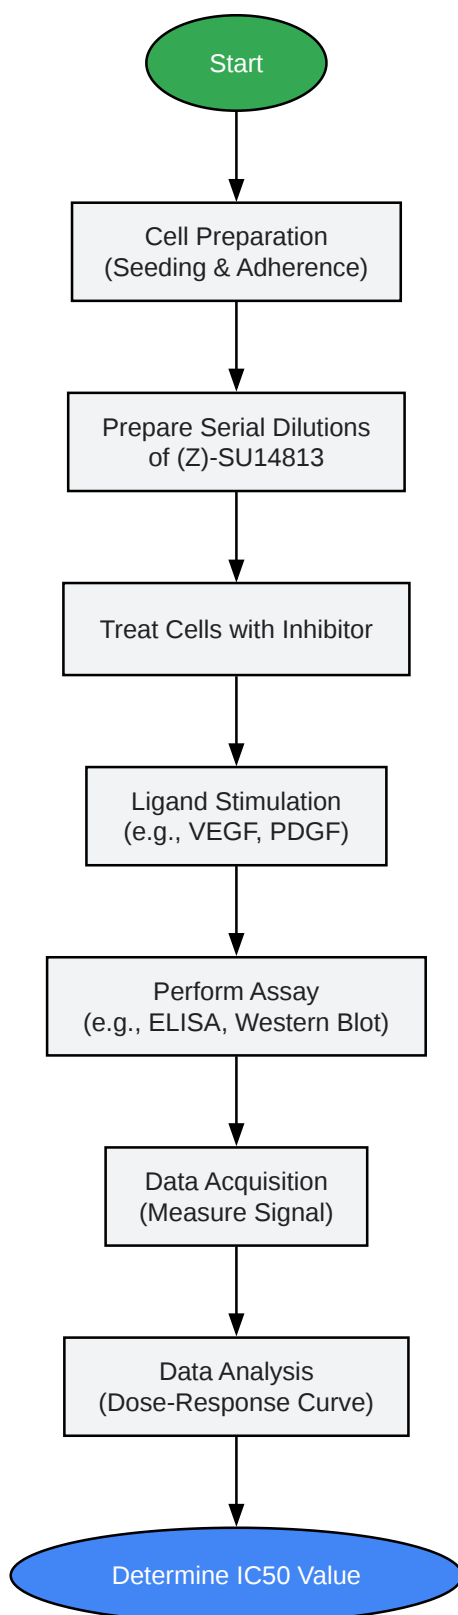 Start
Cell Preparation
(Seeding & Adherence)
Prepare Serial Dilutions
of (Z)-SU14813
Treat Cells with Inhibitor
Ligand Stimulation
(e.g., VEGF, PDGF)
Perform Assay
(e.g., ELISA, Western Blot)
Data Acquisition
(Measure Signal)
Data Analysis
(Dose-Response Curve)
Determine IC50 Value